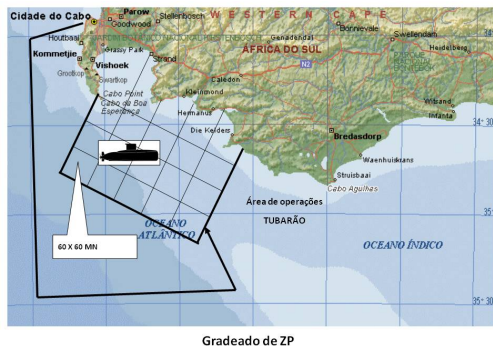 Cidade do Cabo
Parow
Goodwood
Stellenbosch
WESTERN CAPE
Houtbaai
Grassy Park
Kommetjie
Vishoek
Strand
Grootkop
Swartkop
Cabo Point
Cabo da Boa
Esperança
Kleinmond
Hermanus
Die Kelders
Caledon
Genadendal
ÁFRICA DO SUL
N2
Bonnievale
Swellendam
Heidelberg
Witsand
Infanta
34°30
Bredasdorp
Waenhuiskrans
Struisbaai
Cabo Agulhas
Área de operações
TUBARÃO
35°
OCEANO
ATLÂNTICO
60 X 60 MN
OCEANO ÍNDICO
35°30
Gradeado de ZP